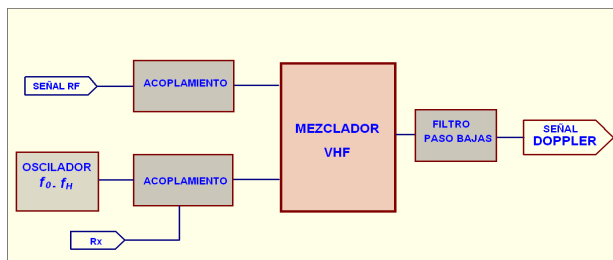 SEÑAL RF
ACOPLAMIENTO
MEZCLADOR
VHF
FILTRO
PASO BAJAS
SEÑAL
DOPPLER
OSCILADOR
f0- fH
ACOPLAMIENTO
Rx